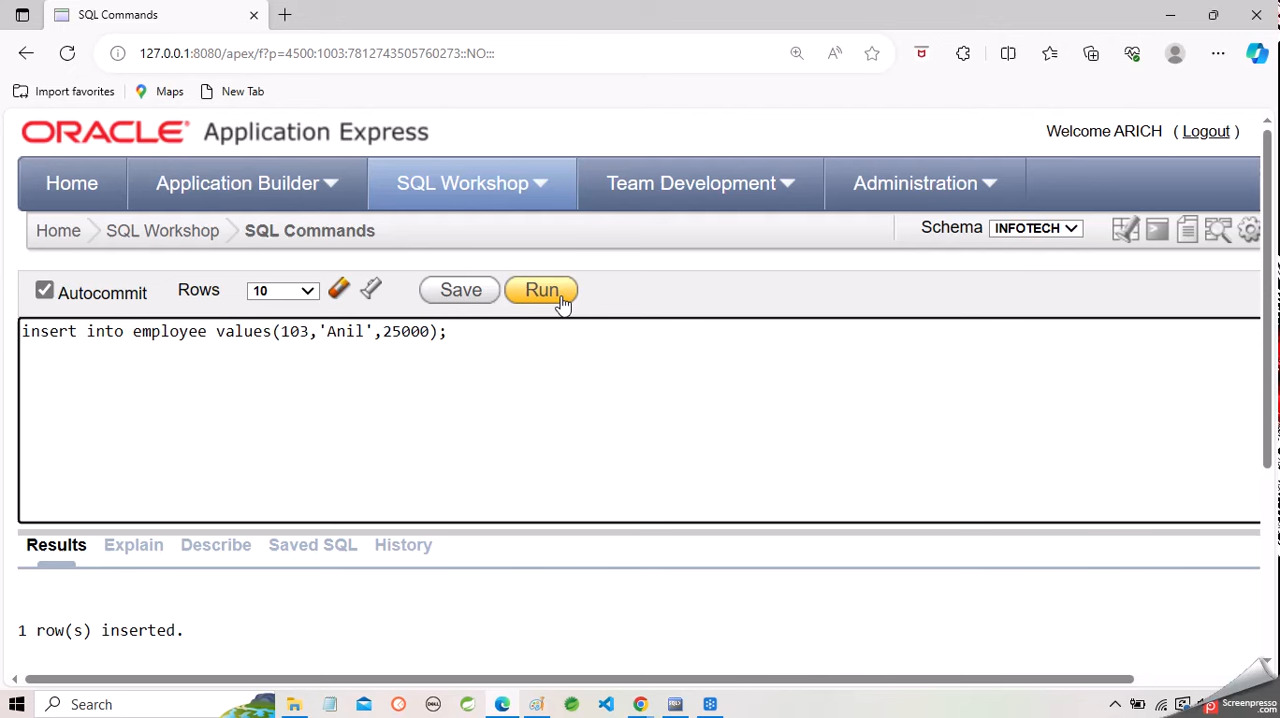 SQL Commands
127.0.0.1:8080/apex/f?p=4500:1003:7812743505760273::NO:::
Import favorites Maps New Tab
ORACLE Application Express Welcome ARICH ( Logout )
Home Application Builder SQL Workshop Team Development Administration
Home SQL Workshop SQL Commands Schema INFOTECH
Autocommit Rows 10 Save Run
insert into employee values(103,'Anil',25000);
Results Explain Describe Saved SQL History
1 row(s) inserted.
Search
DELL
Screenpresso
.com